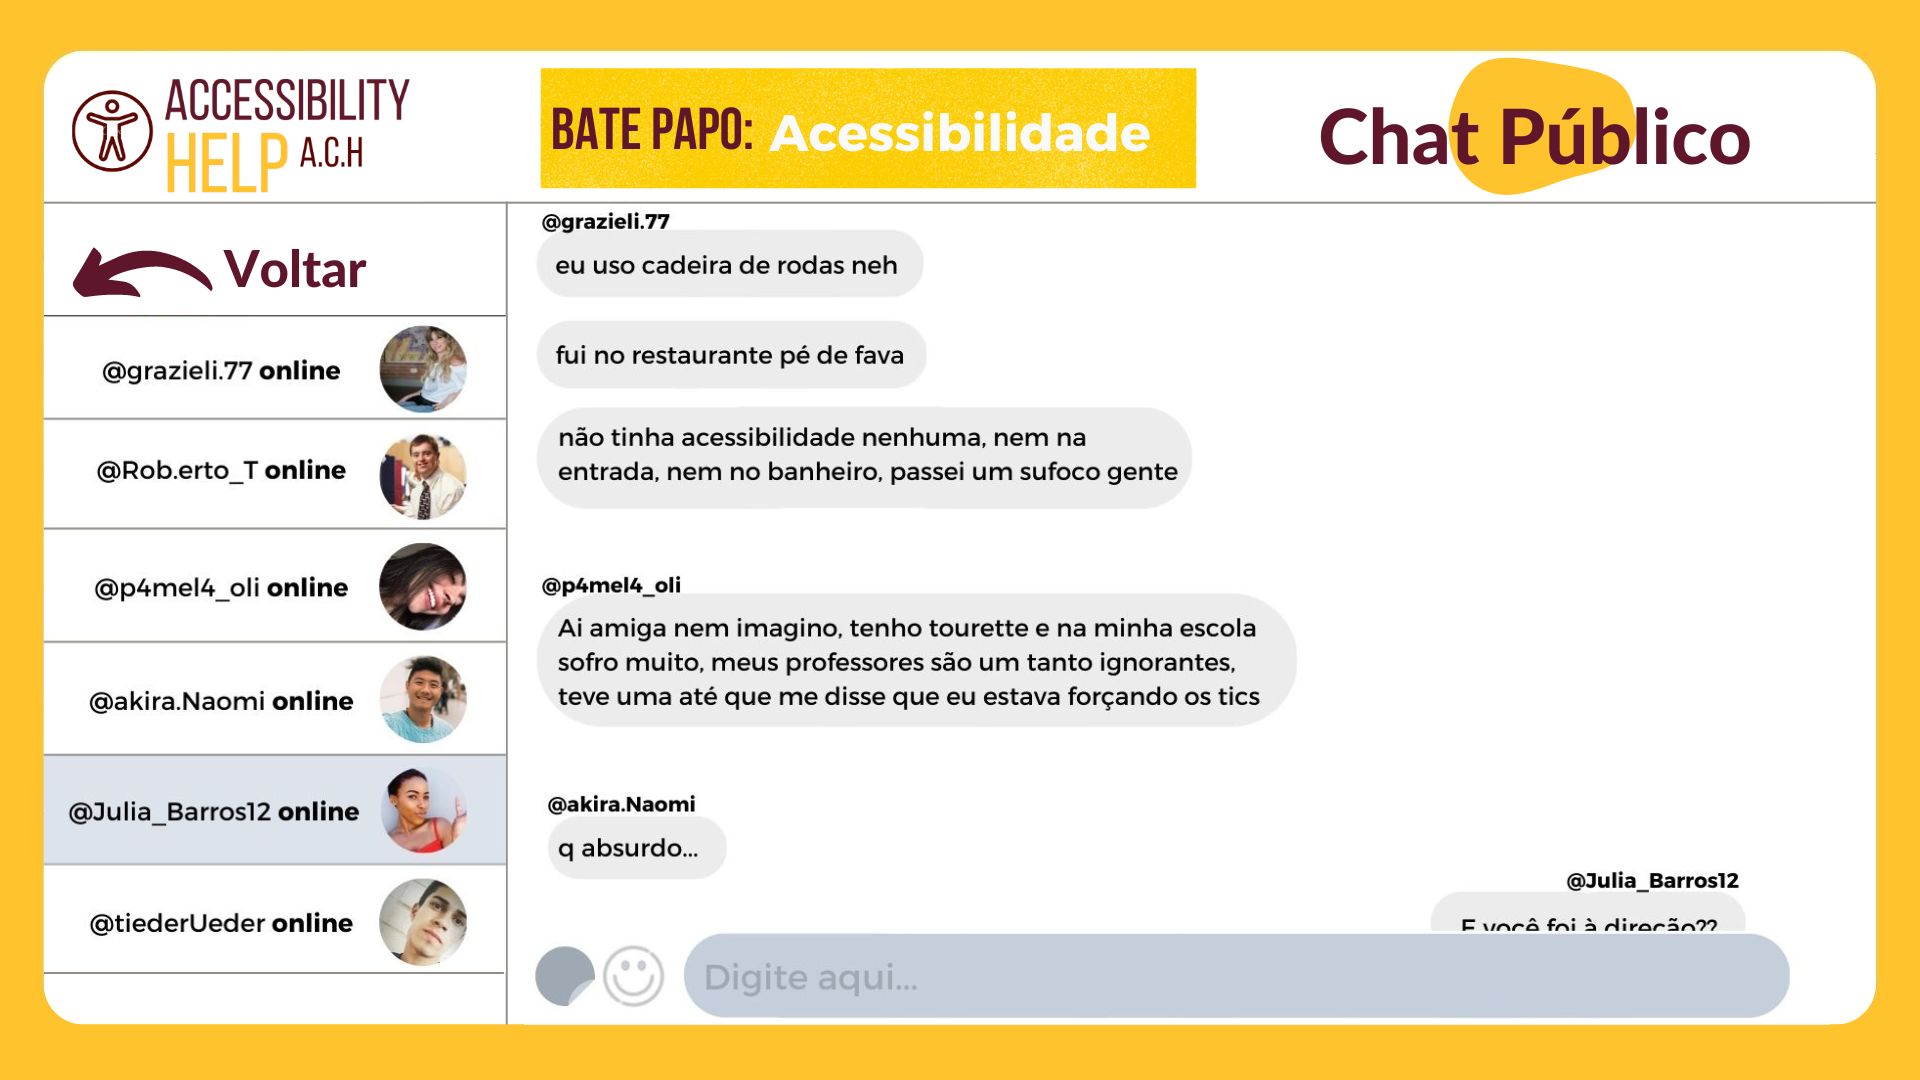 ACCESSIBILITY
HELP A.C.H
BATE PAPO: Acessibilidade
Chat Público
Voltar
@grazieli.77 online
@Rob.erto_T online
@p4mel4_oli online
@akira.Naomi online
@Julia_Barros12 online
@tiederUeder online
@grazieli.77
eu uso cadeira de rodas neh
fui no restaurante pé de fava
não tinha acessibilidade nenhuma, nem na
entrada, nem no banheiro, passei um sufoco gente
@p4mel4_oli
Ai amiga nem imagino, tenho tourette e na minha escola
sofro muito, meus professores são um tanto ignorantes,
teve uma até que me disse que eu estava forçando os tics
@akira.Naomi
q absurdo...
@Julia_Barros12
E você foi à direção??
Digite aqui...